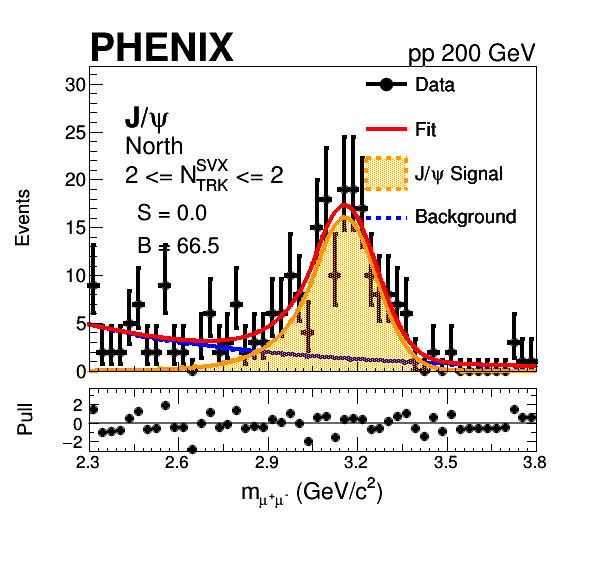 PHENIX pp 200 GeV
Data
Fit
J/ψ Signal
Background
J/ψ
North
2 <= N^SVX_TRK <= 2
S = 0.0
B = 66.5
Events
30
25
20
15
10
5
0
Pull
2
0
−2
2.3 2.6 2.9 3.2 3.5 3.8
m_μ⁺μ⁻ (GeV/c²)